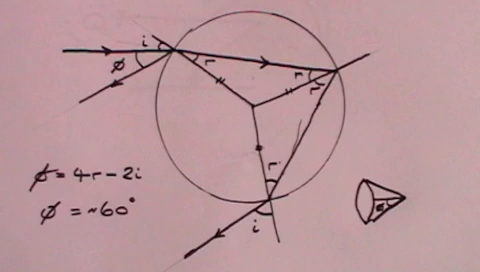 i
ø
r
r
r
r
i
ø = 4r - 2i
ø = ~60°